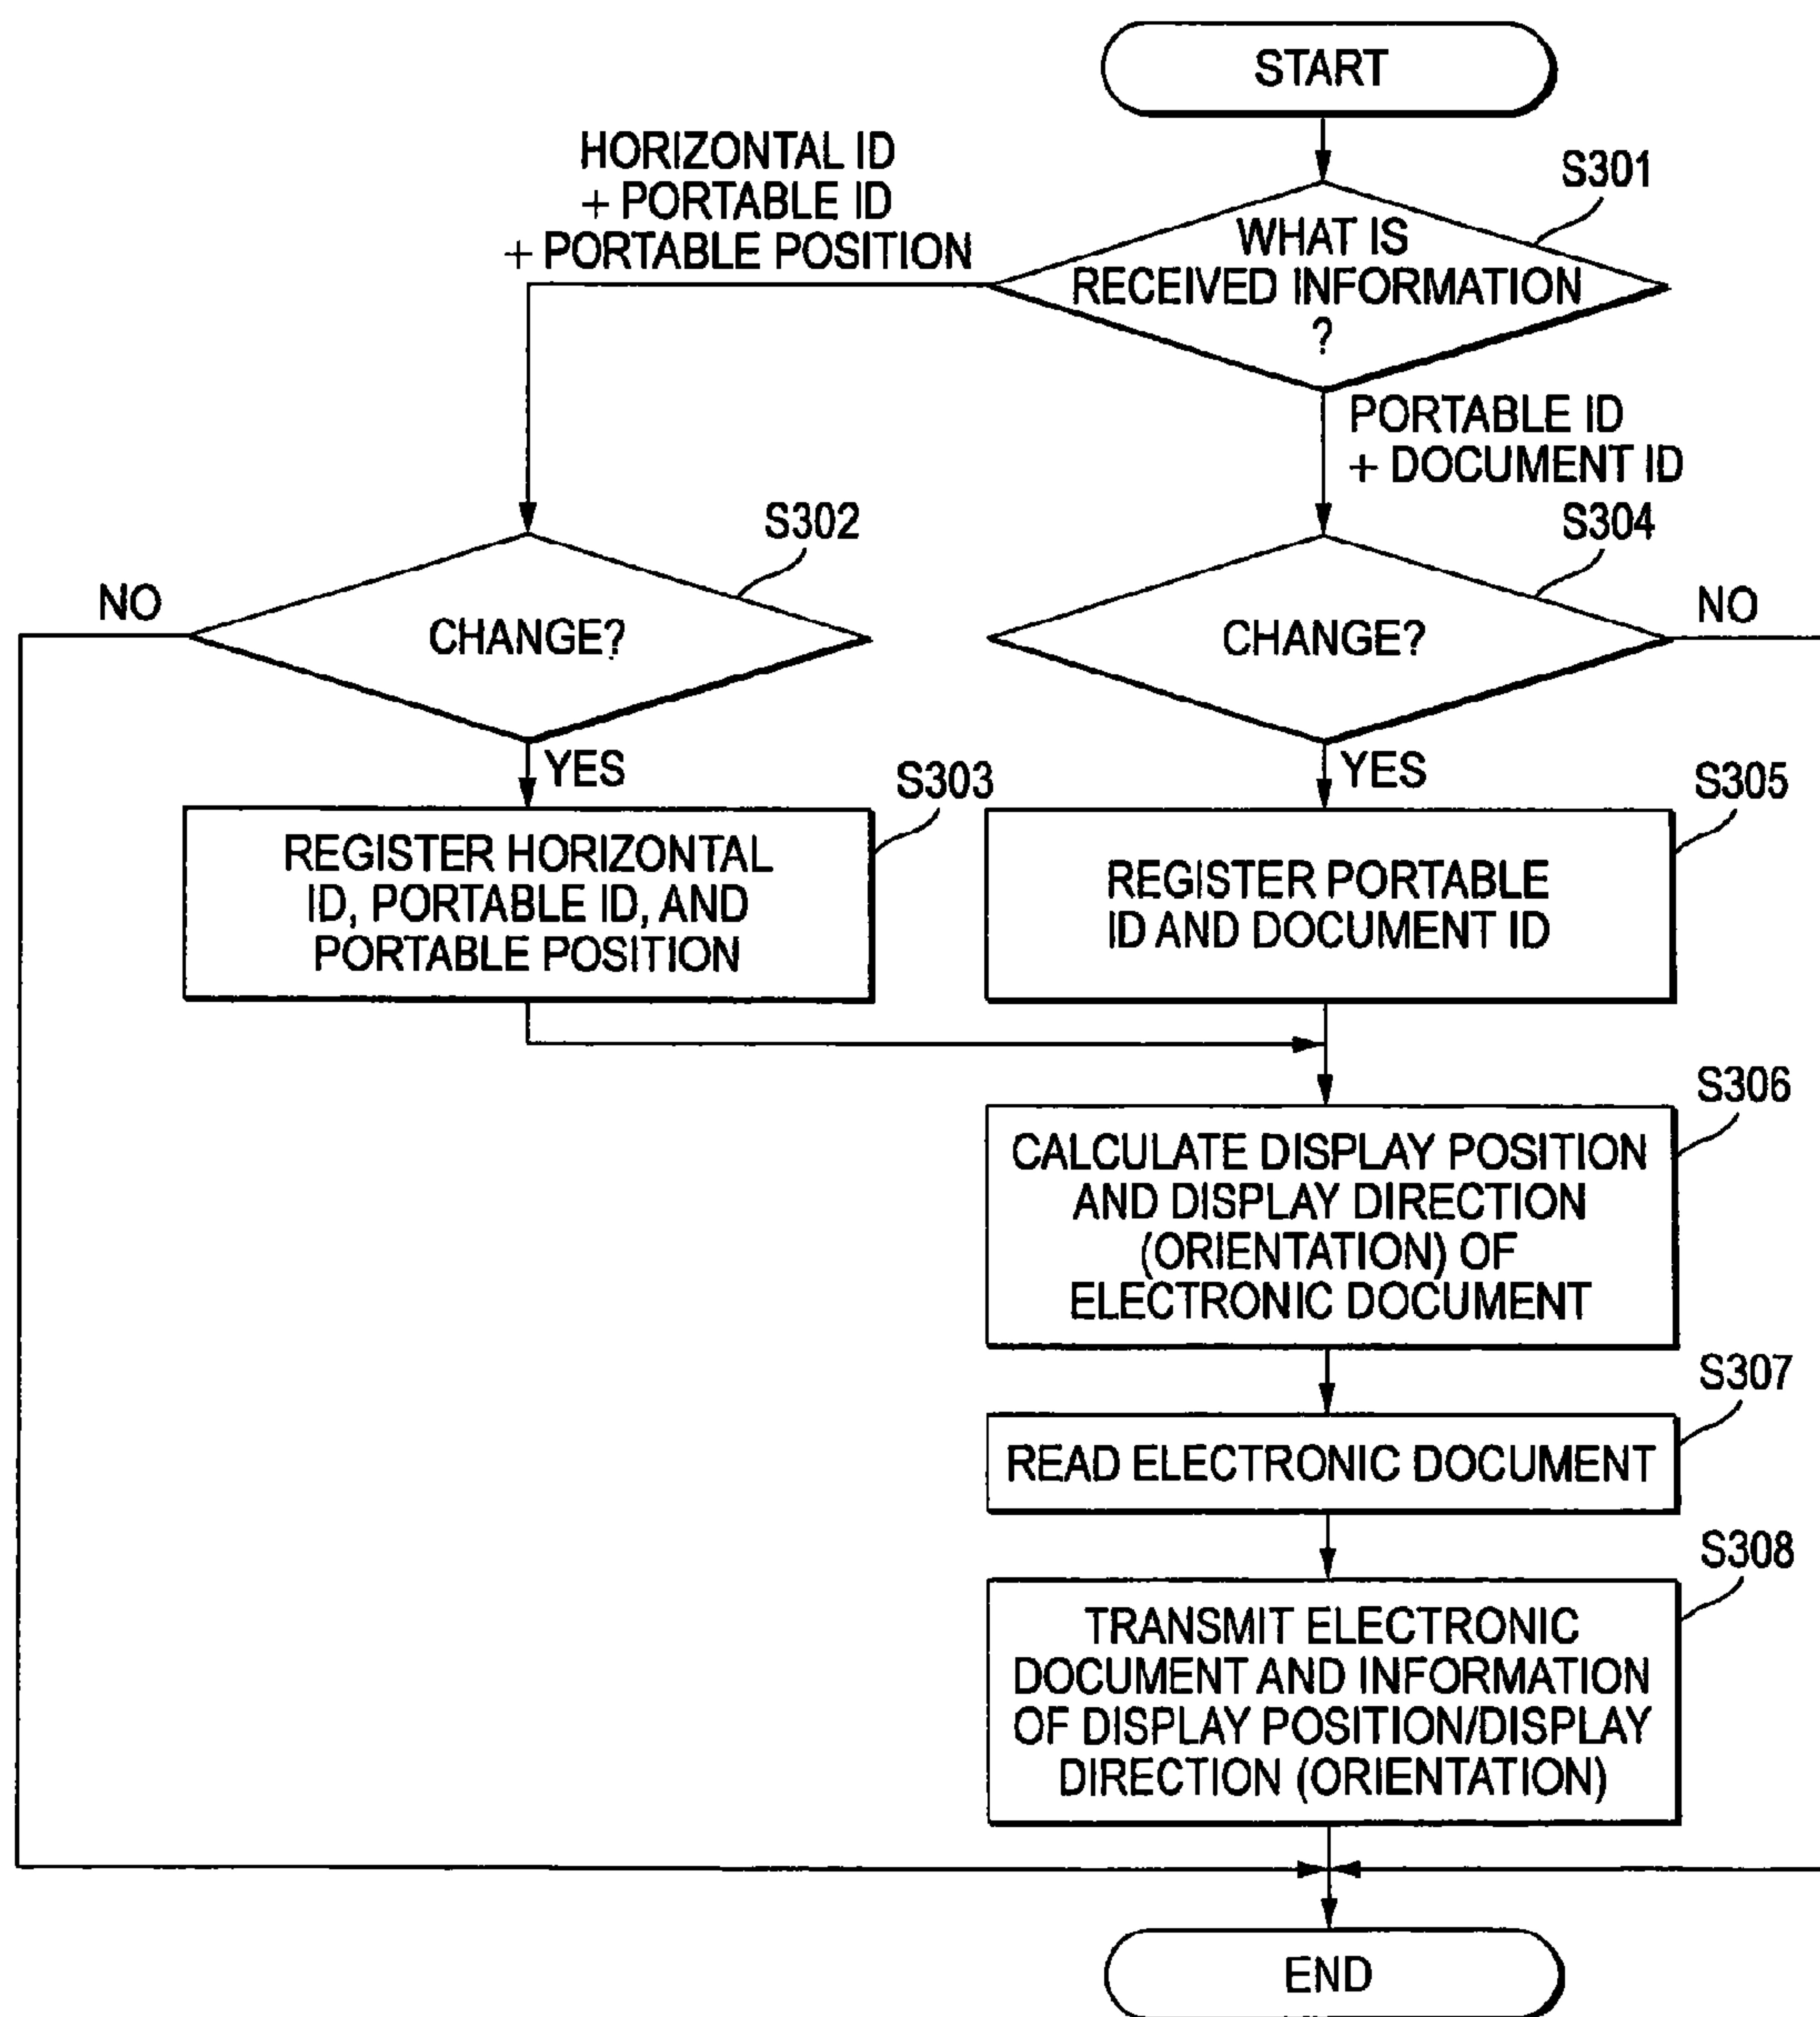 START
HORIZONTAL ID
+ PORTABLE ID
+ PORTABLE POSITION
S301
WHAT IS
RECEIVED INFORMATION
?
PORTABLE ID
+ DOCUMENT ID
S302
NO
CHANGE?
YES
S304
CHANGE?
NO
YES
S303
REGISTER HORIZONTAL
ID, PORTABLE ID, AND
PORTABLE POSITION
S305
REGISTER PORTABLE
ID AND DOCUMENT ID
S306
CALCULATE DISPLAY POSITION
AND DISPLAY DIRECTION
(ORIENTATION) OF
ELECTRONIC DOCUMENT
S307
READ ELECTRONIC DOCUMENT
S308
TRANSMIT ELECTRONIC
DOCUMENT AND INFORMATION
OF DISPLAY POSITION/DISPLAY
DIRECTION (ORIENTATION)
END